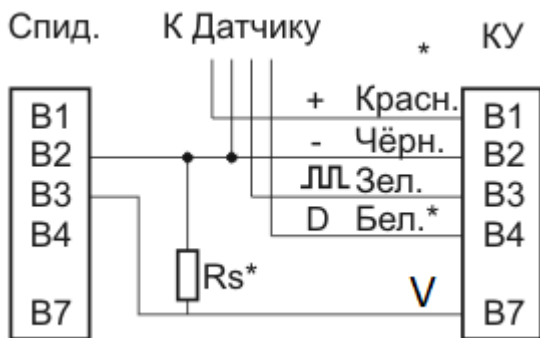 Спид. К Датчику * КУ
B1 + Красн. B1
B2 - Чёрн. B2
B3 Зел. B3
B4 D Бел.* B4
Rs*
B7 V B7